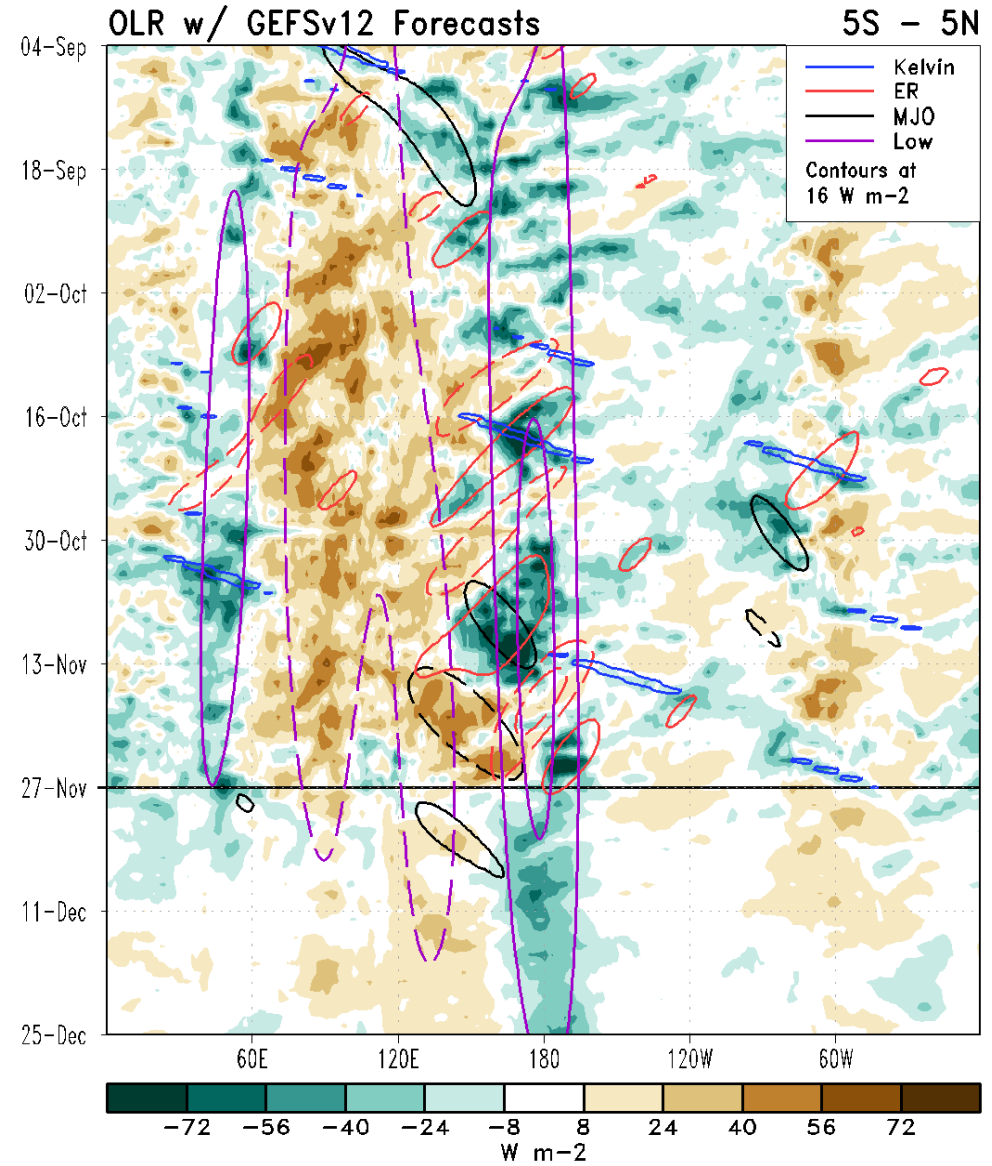 OLR w/ GEFSv12 Forecasts 5S - 5N
Kelvin
ER
MJO
Low
Contours at
16 W m-2
04-Sep
18-Sep
02-Oct
16-Oct
30-Oct
13-Nov
27-Nov
11-Dec
25-Dec
60E 120E 180 120W 60W
-72 -56 -40 -24 -8 8 24 40 56 72
W m-2